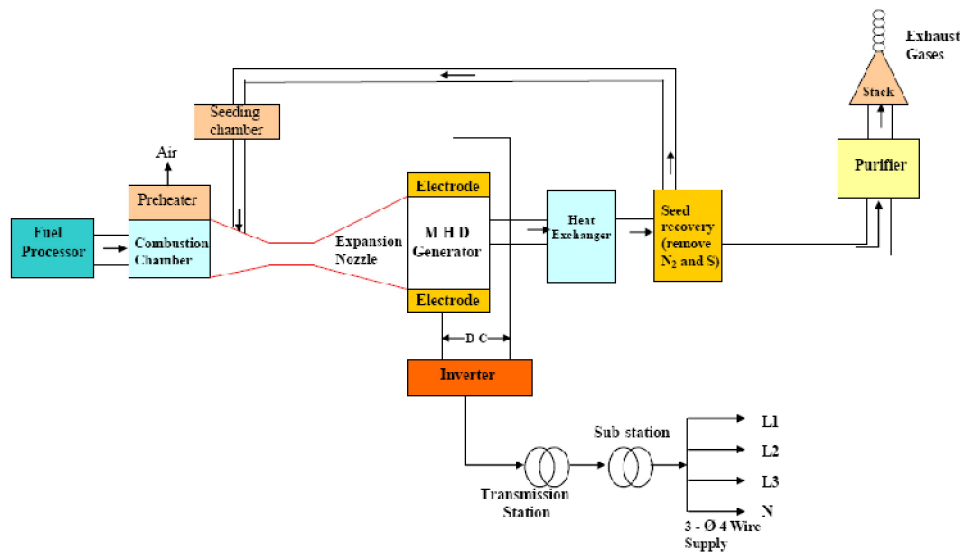 Exhaust
Gases
Stack
Seeding
chamber
Air
Purifier
Preheater
Electrode
Fuel
Processor
Combustion
Chamber
Expansion
Nozzle
M H D
Generator
Heat
Exchanger
Seed
recovery
(remove
N₂ and S)
Electrode
D C
Inverter
Sub station
Transmission
Station
L1
L2
L3
N
3 - Ø 4 Wire
Supply